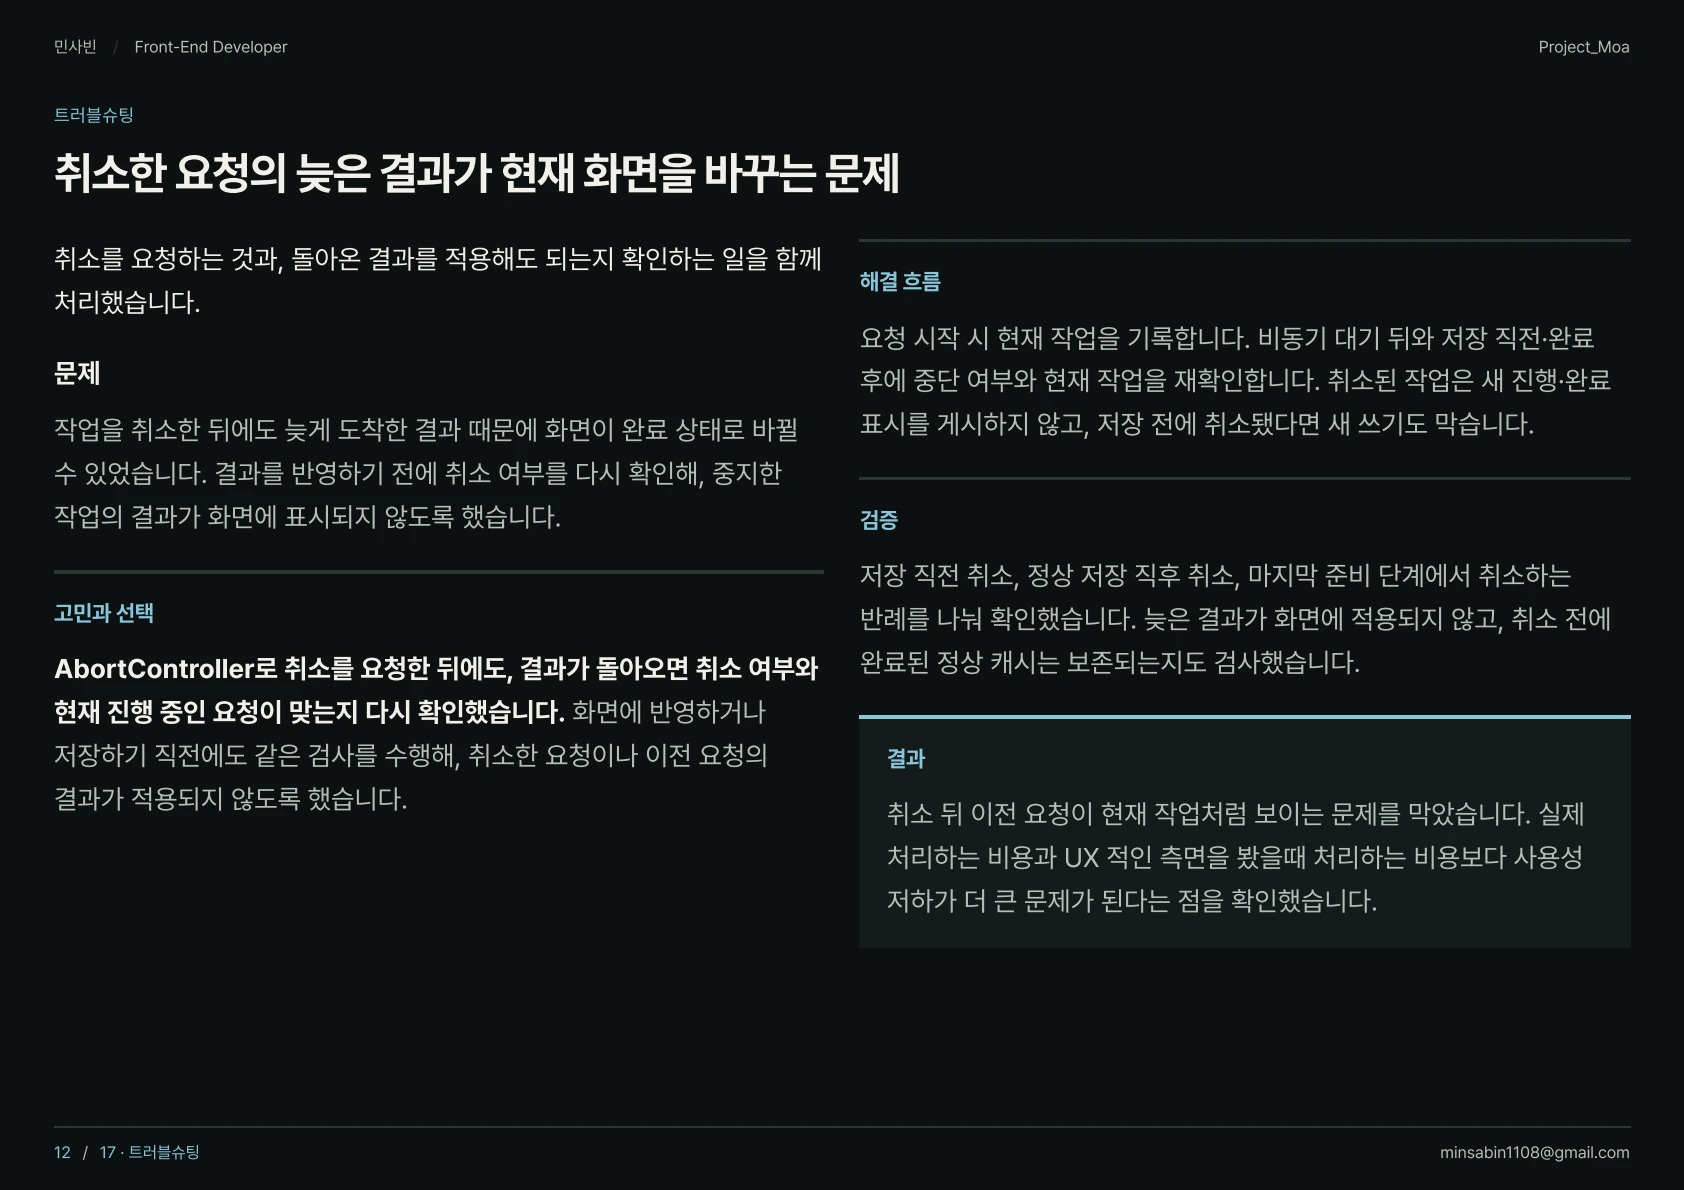 민사빈 / Front-End Developer
Project_Moa
트러블슈팅
취소한 요청의 늦은 결과가 현재 화면을 바꾸는 문제
취소를 요청하는 것과, 돌아온 결과를 적용해도 되는지 확인하는 일을 함께
처리했습니다.
문제
작업을 취소한 뒤에도 늦게 도착한 결과 때문에 화면이 완료 상태로 바뀔
수 있었습니다. 결과를 반영하기 전에 취소 여부를 다시 확인해, 중지한
작업의 결과가 화면에 표시되지 않도록 했습니다.
고민과 선택
AbortController로 취소를 요청한 뒤에도, 결과가 돌아오면 취소 여부와
현재 진행 중인 요청이 맞는지 다시 확인했습니다. 화면에 반영하거나
저장하기 직전에도 같은 검사를 수행해, 취소한 요청이나 이전 요청의
결과가 적용되지 않도록 했습니다.
해결 흐름
요청 시작 시 현재 작업을 기록합니다. 비동기 대기 뒤와 저장 직전·완료
후에 중단 여부와 현재 작업을 재확인합니다. 취소된 작업은 새 진행·완료
표시를 게시하지 않고, 저장 전에 취소됐다면 새 쓰기도 막습니다.
검증
저장 직전 취소, 정상 저장 직후 취소, 마지막 준비 단계에서 취소하는
반례를 나눠 확인했습니다. 늦은 결과가 화면에 적용되지 않고, 취소 전에
완료된 정상 캐시는 보존되는지도 검사했습니다.
결과
취소 뒤 이전 요청이 현재 작업처럼 보이는 문제를 막았습니다. 실제
처리하는 비용과 UX 적인 측면을 봤을때 처리하는 비용보다 사용성
저하가 더 큰 문제가 된다는 점을 확인했습니다.
12 / 17 · 트러블슈팅
minsabin1108@gmail.com